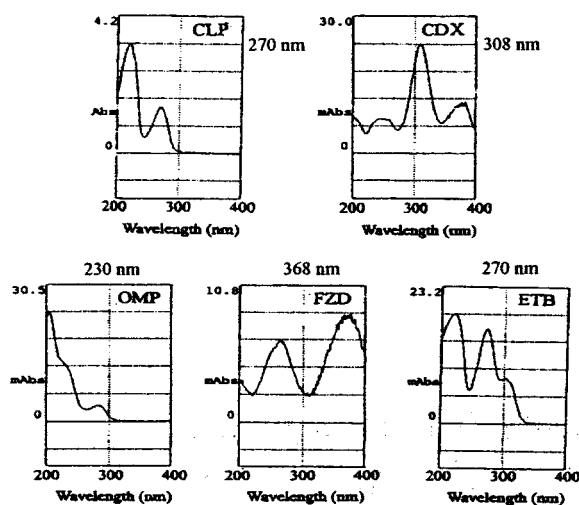 4.2
CLP
270 nm
Abs
0
200 300 400
Wavelength (nm)
30.0
CDX
308 nm
mAbs
0
200 300 400
Wavelength (nm)
230 nm
30.5
OMP
mAbs
0
200 300 400
Wavelength (nm)
368 nm
10.8
FZD
mAbs
0
200 300 400
Wavelength (nm)
270 nm
23.2
ETB
mAbs
0
200 300 400
Wavelength (nm)